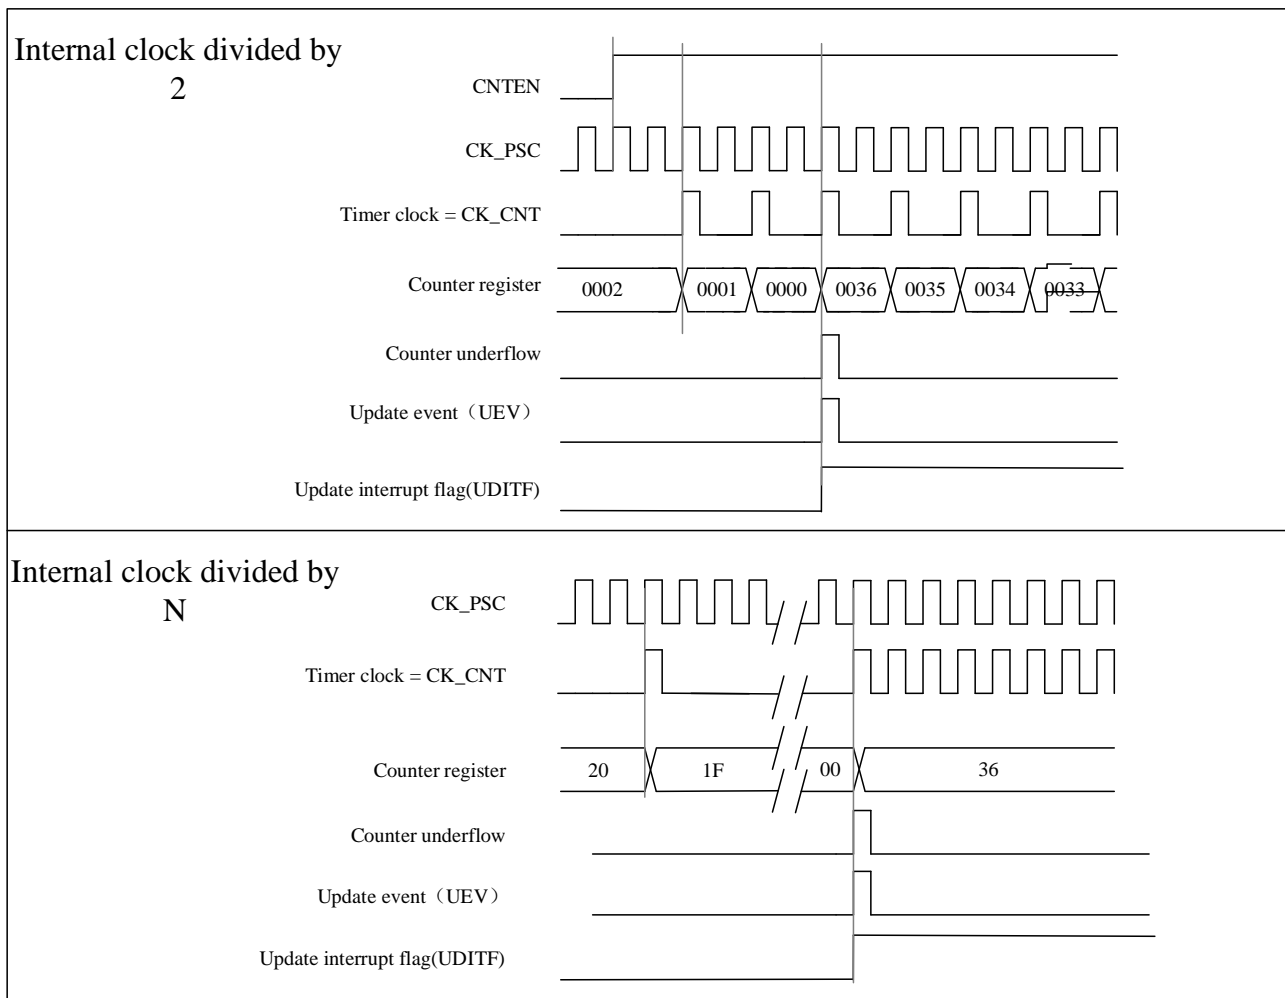 Internal clock divided by
2
CNTEN
CK_PSC
Timer clock = CK_CNT
Counter register
0002
0001
0000
0036
0035
0034
0033
Counter underflow
Update event（UEV）
Update interrupt flag(UDITF)
Internal clock divided by
N
CK_PSC
Timer clock = CK_CNT
Counter register
20
1F
00
36
Counter underflow
Update event（UEV）
Update interrupt flag(UDITF)